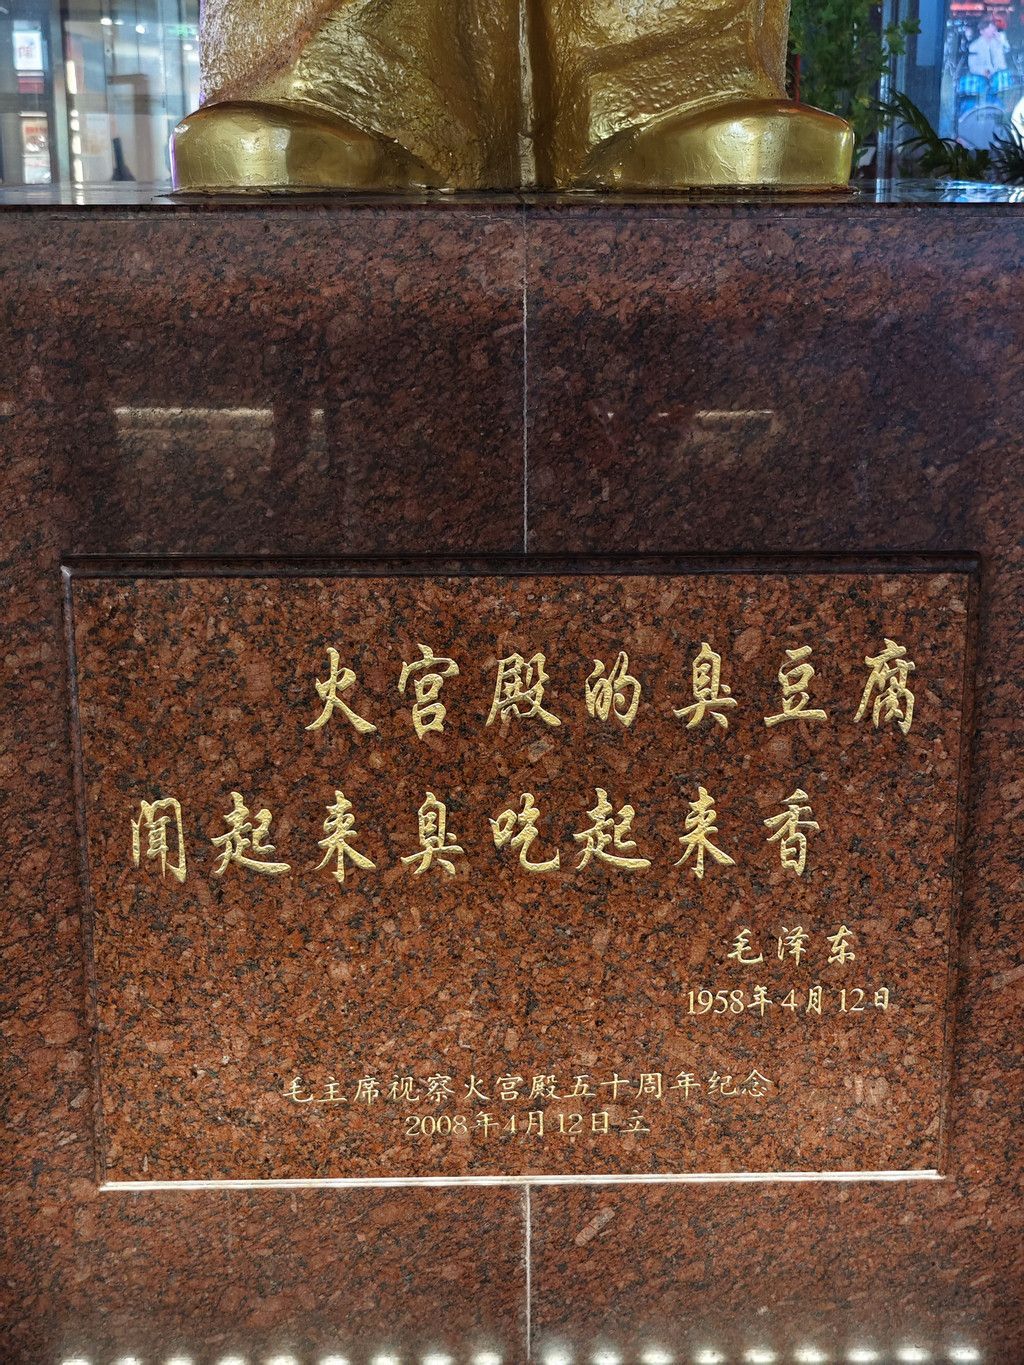 火宫殿的臭豆腐
闻起来臭吃起来香
毛泽东
1958年4月12日
毛主席视察火宫殿五十周年纪念
2008年4月12日立